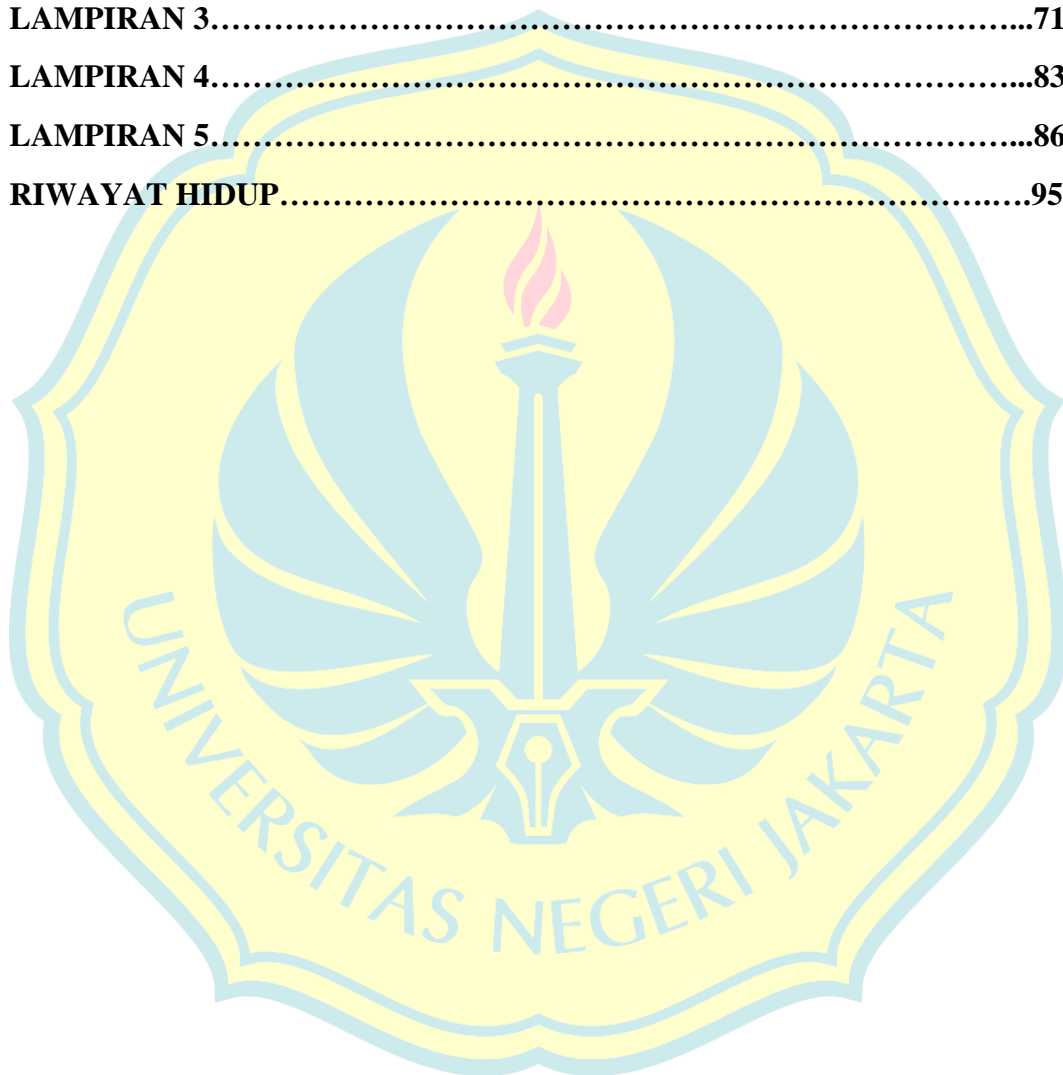 LAMPIRAN 3…………………………………………………………………...71
LAMPIRAN 4…………………………………………………………………...83
LAMPIRAN 5…………………………………………………………………...86
RIWAYAT HIDUP…………………………………………………………..….95
UNIVERSITAS NEGERI JAKARTA